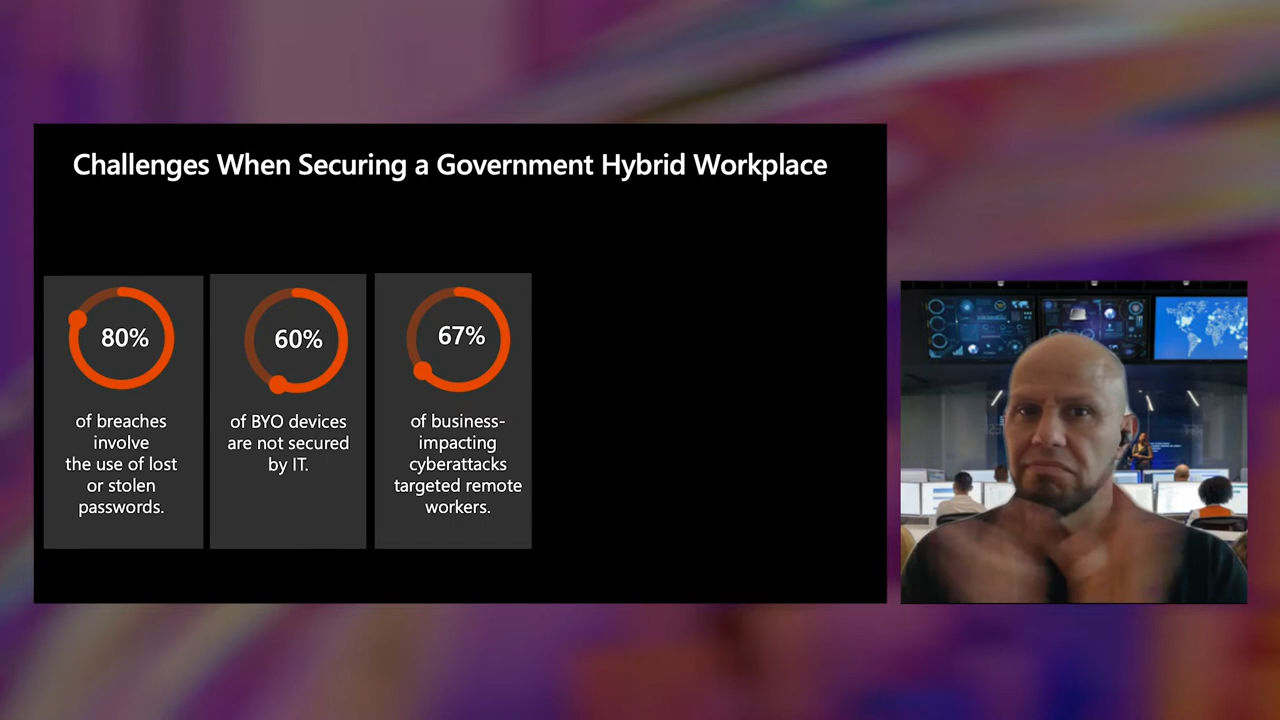 Challenges When Securing a Government Hybrid Workplace
80%
of breaches
involve
the use of lost
or stolen
passwords.
60%
of BYO devices
are not secured
by IT.
67%
of business-
impacting
cyberattacks
targeted remote
workers.